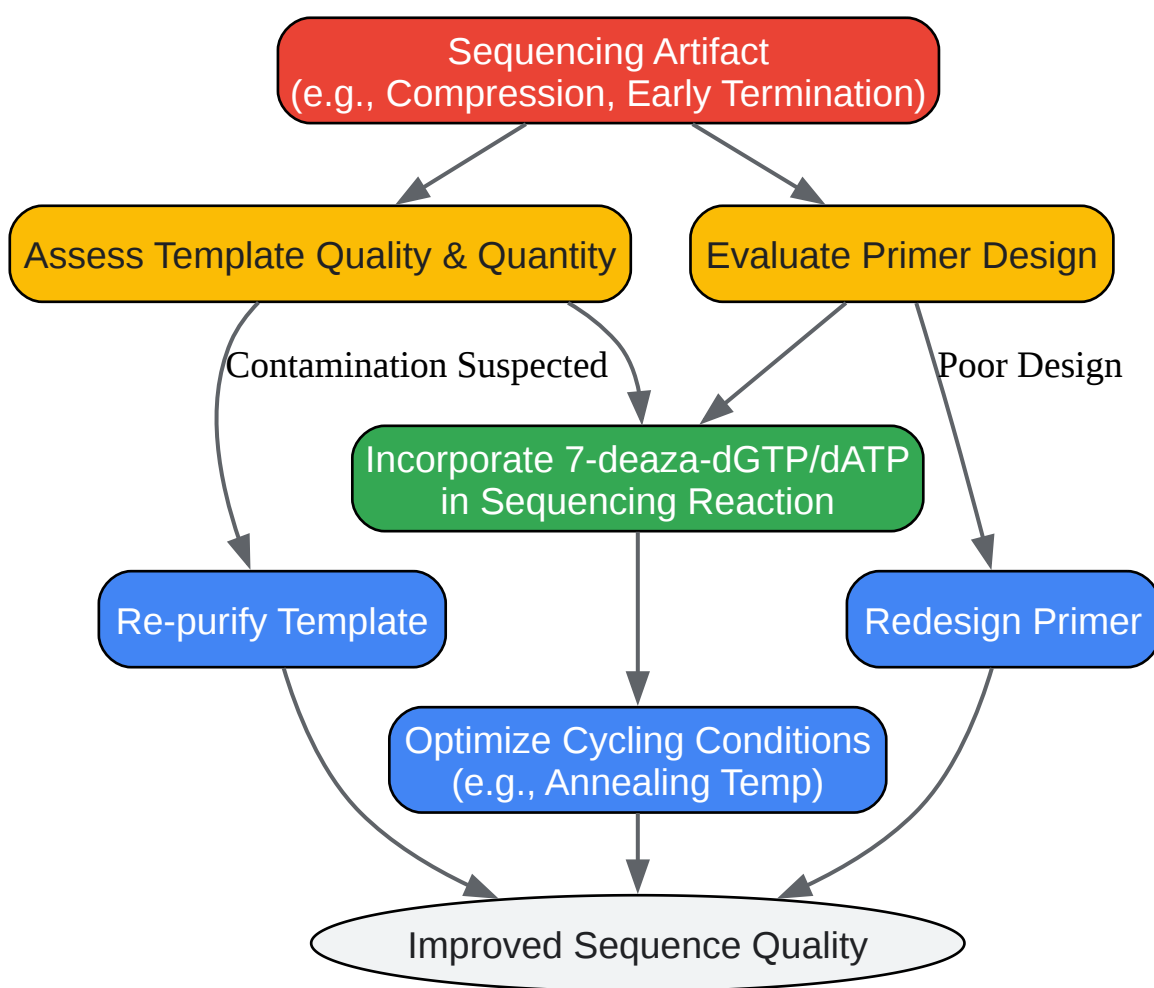 Sequencing Artifact
(e.g., Compression, Early Termination)
Assess Template Quality & Quantity
Evaluate Primer Design
Contamination Suspected
Poor Design
Incorporate 7-deaza-dGTP/dATP
in Sequencing Reaction
Re-purify Template
Redesign Primer
Optimize Cycling Conditions
(e.g., Annealing Temp)
Improved Sequence Quality